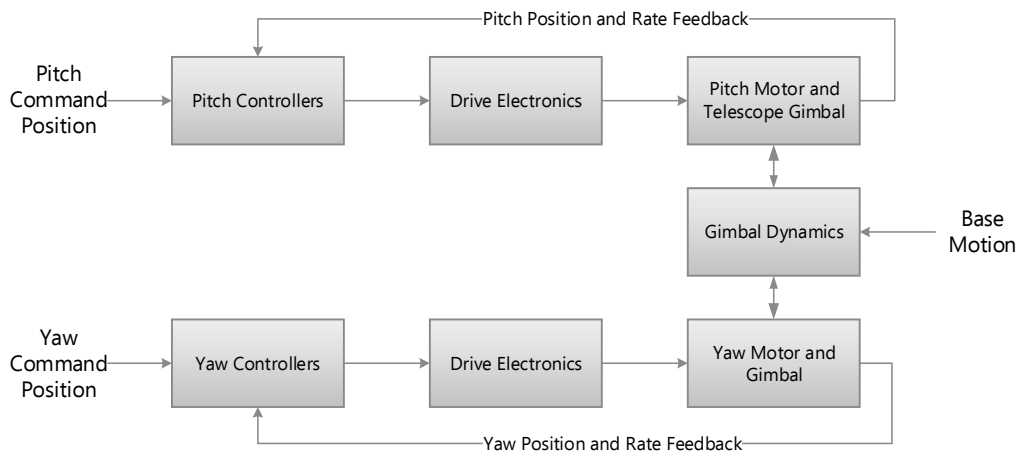 Pitch Position and Rate Feedback
Pitch
Command
Position
Pitch Controllers
Drive Electronics
Pitch Motor and
Telescope Gimbal
Gimbal Dynamics
Base
Motion
Yaw
Command
Position
Yaw Controllers
Drive Electronics
Yaw Motor and
Gimbal
Yaw Position and Rate Feedback